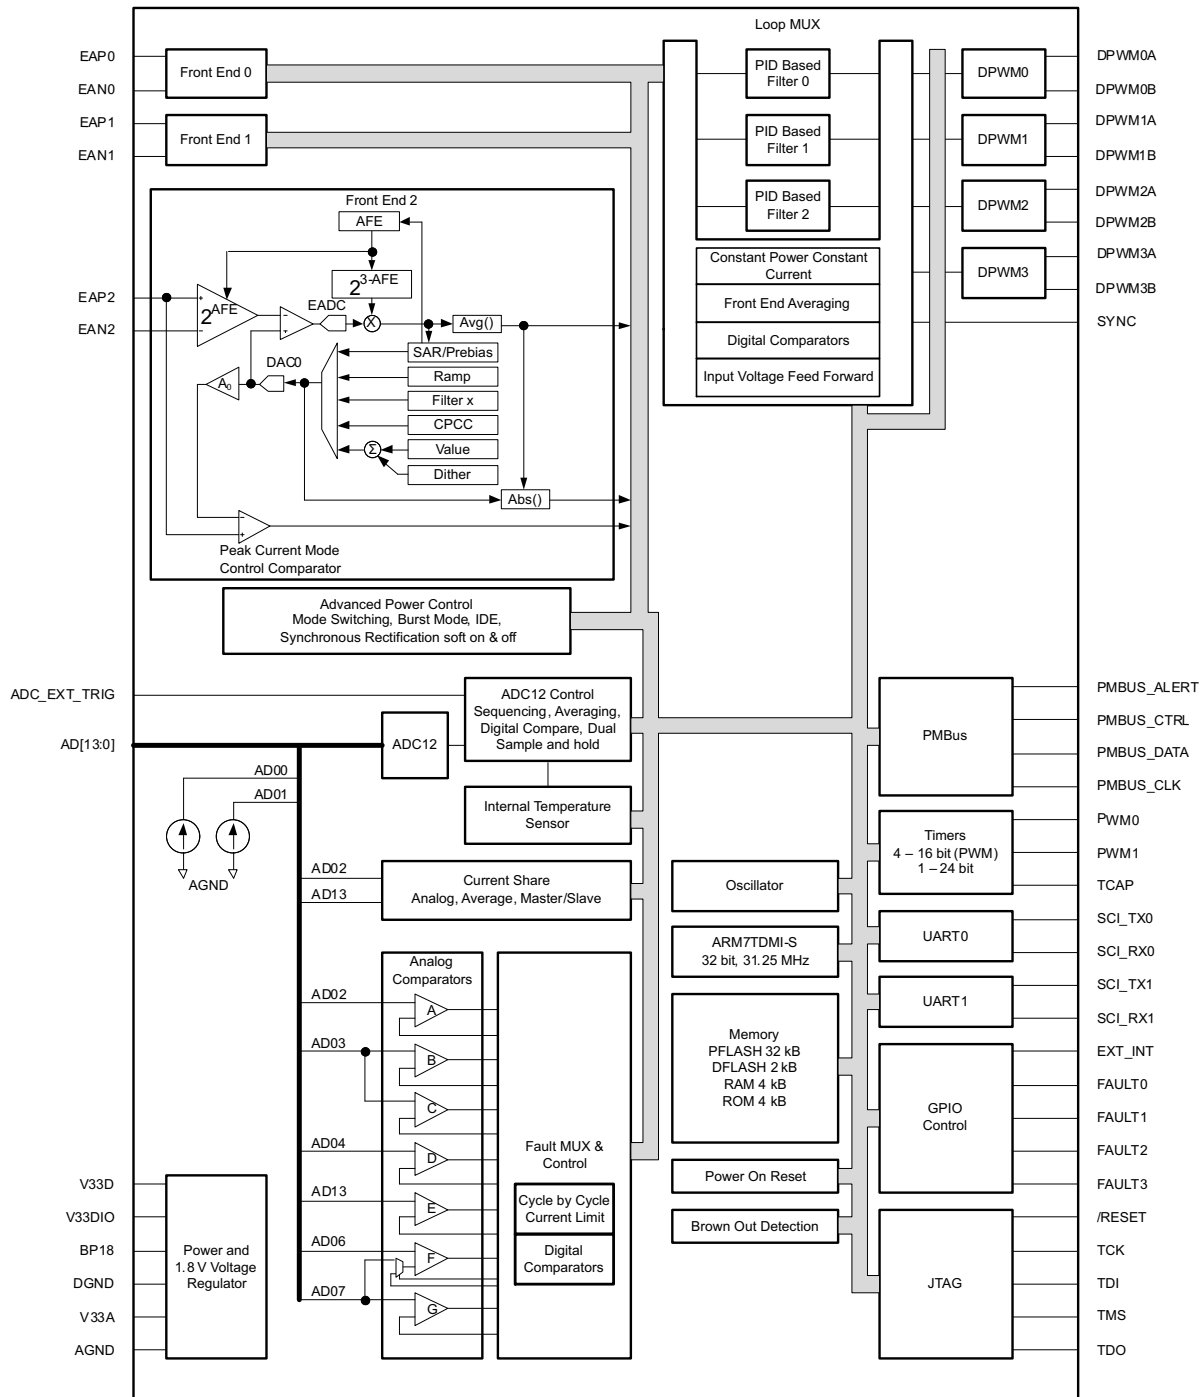 Loop MUX
EAP0
EAN0
EAP1
EAN1
Front End 0
Front End 1
Front End 2
AFE
2^3-AFE
EAP2
EAN2
2^AFE
+
−
−
+
EADC
X
Avg()
SAR/Prebias
Ramp
Filter x
CPCC
Value
Dither
Σ
DAC0
A₀
Abs()
−
+
Peak Current Mode
Control Comparator
PID Based
Filter 0
PID Based
Filter 1
PID Based
Filter 2
Constant Power Constant
Current
Front End Averaging
Digital Comparators
Input Voltage Feed Forward
DPWM0
DPWM1
DPWM2
DPWM3
DPWM0A
DPWM0B
DPWM1A
DPWM1B
DPWM2A
DPWM2B
DPWM3A
DPWM3B
SYNC
Advanced Power Control
Mode Switching, Burst Mode, IDE,
Synchronous Rectification soft on & off
ADC_EXT_TRIG
AD[13:0]
ADC12
ADC12 Control
Sequencing, Averaging,
Digital Compare, Dual
Sample and hold
AD00
AD01
AGND
Internal Temperature
Sensor
AD02
AD13
Current Share
Analog, Average, Master/Slave
Analog
Comparators
AD02
AD03
AD04
AD13
AD06
AD07
A
B
C
D
E
F
G
Fault MUX &
Control
Cycle by Cycle
Current Limit
Digital
Comparators
V33D
V33DIO
BP18
DGND
V33A
AGND
Power and
1.8 V Voltage
Regulator
Oscillator
ARM7TDMI-S
32 bit, 31.25 MHz
Memory
PFLASH 32 kB
DFLASH 2 kB
RAM 4 kB
ROM 4 kB
Power On Reset
Brown Out Detection
PMBus
Timers
4 – 16 bit (PWM)
1 – 24 bit
UART0
UART1
GPIO
Control
JTAG
PMBUS_ALERT
PMBUS_CTRL
PMBUS_DATA
PMBUS_CLK
PWM0
PWM1
TCAP
SCI_TX0
SCI_RX0
SCI_TX1
SCI_RX1
EXT_INT
FAULT0
FAULT1
FAULT2
FAULT3
/RESET
TCK
TDI
TMS
TDO